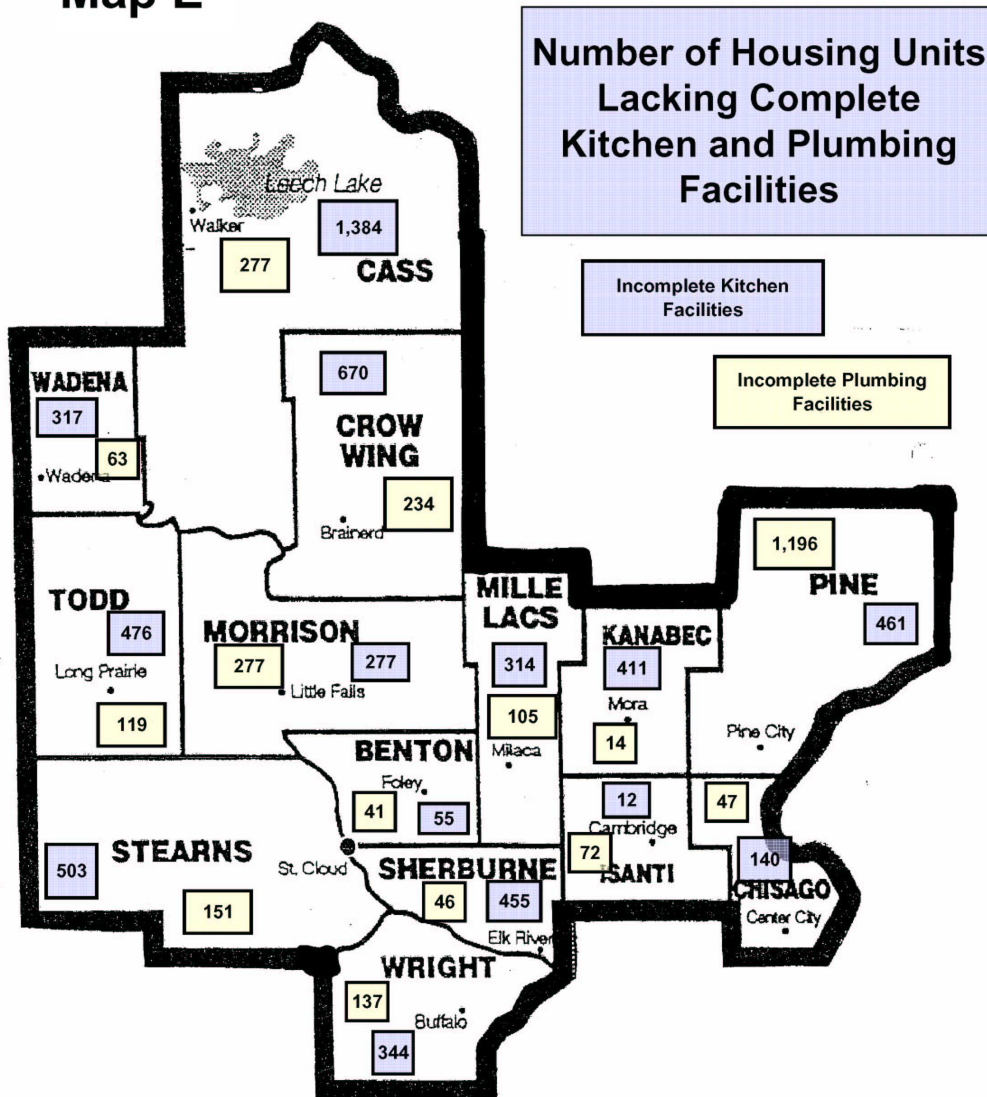 Map E
Number of Housing Units
Lacking Complete
Kitchen and Plumbing
Facilities
Leech Lake
Walker
1,384
277
CASS
Incomplete Kitchen
Facilities
Incomplete Plumbing
Facilities
WADENA
317
63
Wadena
670
CROW
WING
234
Brainerd
1,196
PINE
461
Pine City
TODD
476
Long Prairie
119
MORRISON
277
277
Little Falls
MILLE
LACS
314
105
Milaca
KANABEC
411
Mora
14
BENTON
Foley
41
55
12
Cambridge
72
ISANTI
47
140
CHISAGO
Center City
STEARNS
503
151
St. Cloud
SHERBURNE
46
455
Elk River
WRIGHT
137
Buffalo
344